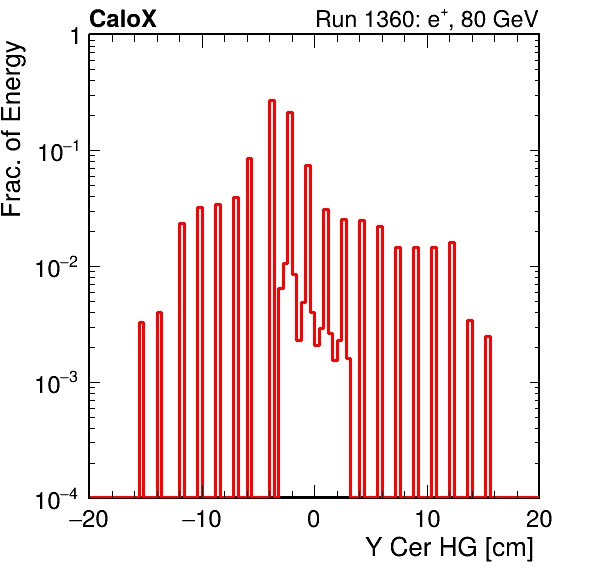 CaloX Run 1360: e⁺, 80 GeV
Frac. of Energy
1
10⁻¹
10⁻²
10⁻³
10⁻⁴
−20 −10 0 10 20
Y Cer HG [cm]